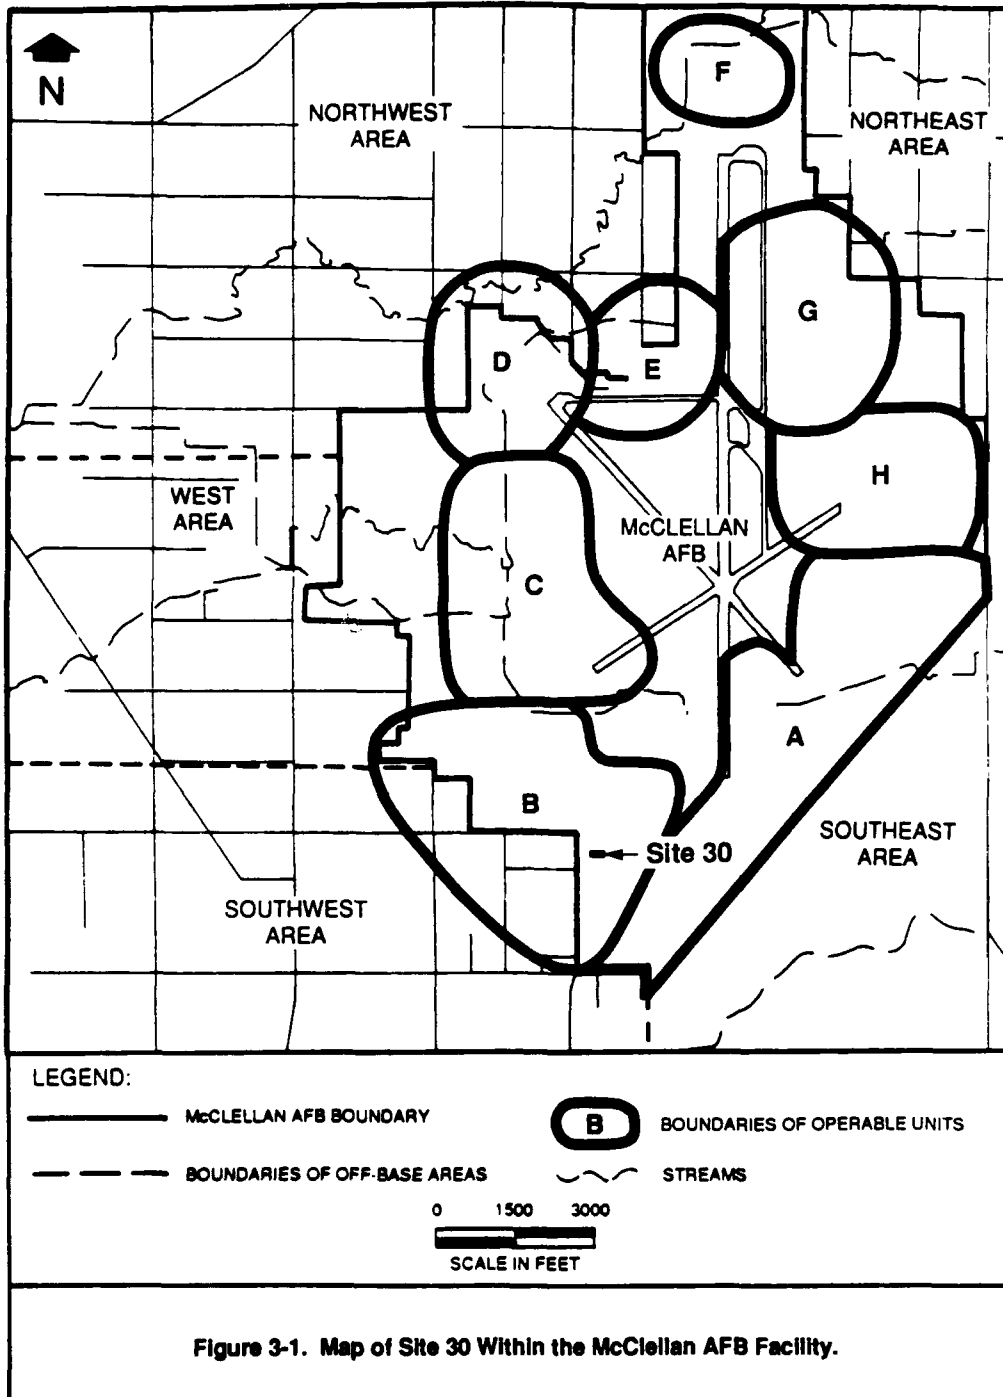 N
F
NORTHWEST
AREA
NORTHEAST
AREA
G
D
E
H
WEST
AREA
McCLELLAN
AFB
C
A
B
SOUTHEAST
AREA
Site 30
SOUTHWEST
AREA
LEGEND:
McCLELLAN AFB BOUNDARY
B
BOUNDARIES OF OPERABLE UNITS
BOUNDARIES OF OFF-BASE AREAS
STREAMS
0 1500 3000
SCALE IN FEET
Figure 3-1. Map of Site 30 Within the McClellan AFB Facility.